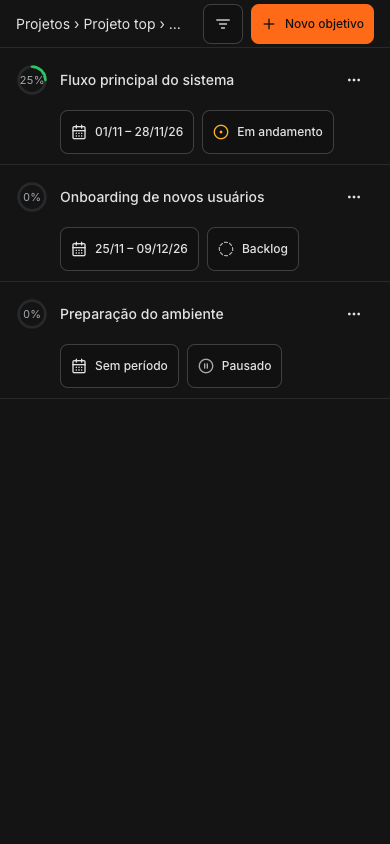 Projetos › Projeto top › ...
Novo objetivo
25%
Fluxo principal do sistema
01/11 – 28/11/26
Em andamento
0%
Onboarding de novos usuários
25/11 – 09/12/26
Backlog
0%
Preparação do ambiente
Sem período
Pausado